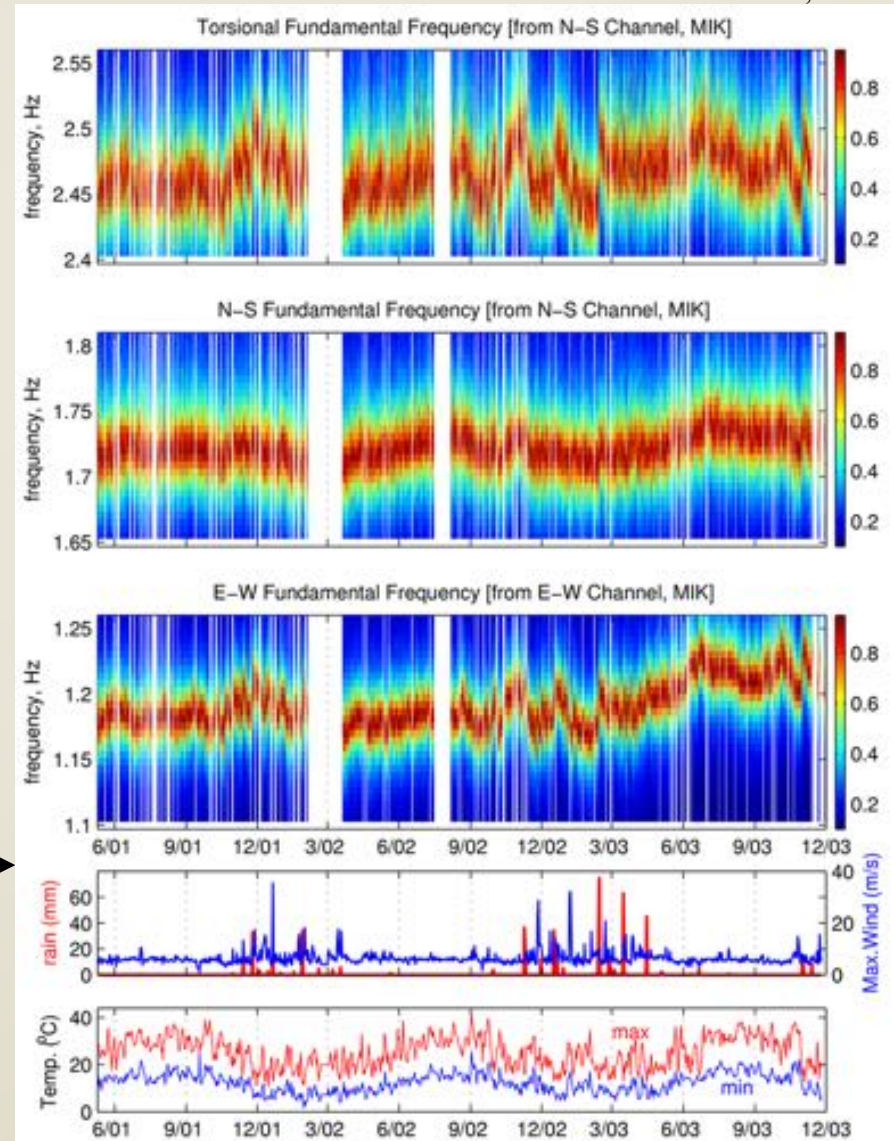 Torsional Fundamental Frequency [from N-S Channel, MIK]
frequency, Hz
2.55
2.5
2.45
2.4
0.8
0.6
0.4
0.2
N-S Fundamental Frequency [from N-S Channel, MIK]
frequency, Hz
1.8
1.75
1.7
1.65
0.8
0.6
0.4
0.2
E-W Fundamental Frequency [from E-W Channel, MIK]
frequency, Hz
1.25
1.2
1.15
1.1
0.8
0.6
0.4
0.2
6/01 9/01 12/01 3/02 6/02 9/02 12/02 3/03 6/03 9/03 12/03
rain (mm)
60
40
20
0
40
20
0
Max.Wind (m/s)
Temp. (°C)
40
20
0
max
min
6/01 9/01 12/01 3/02 6/02 9/02 12/02 3/03 6/03 9/03 12/03